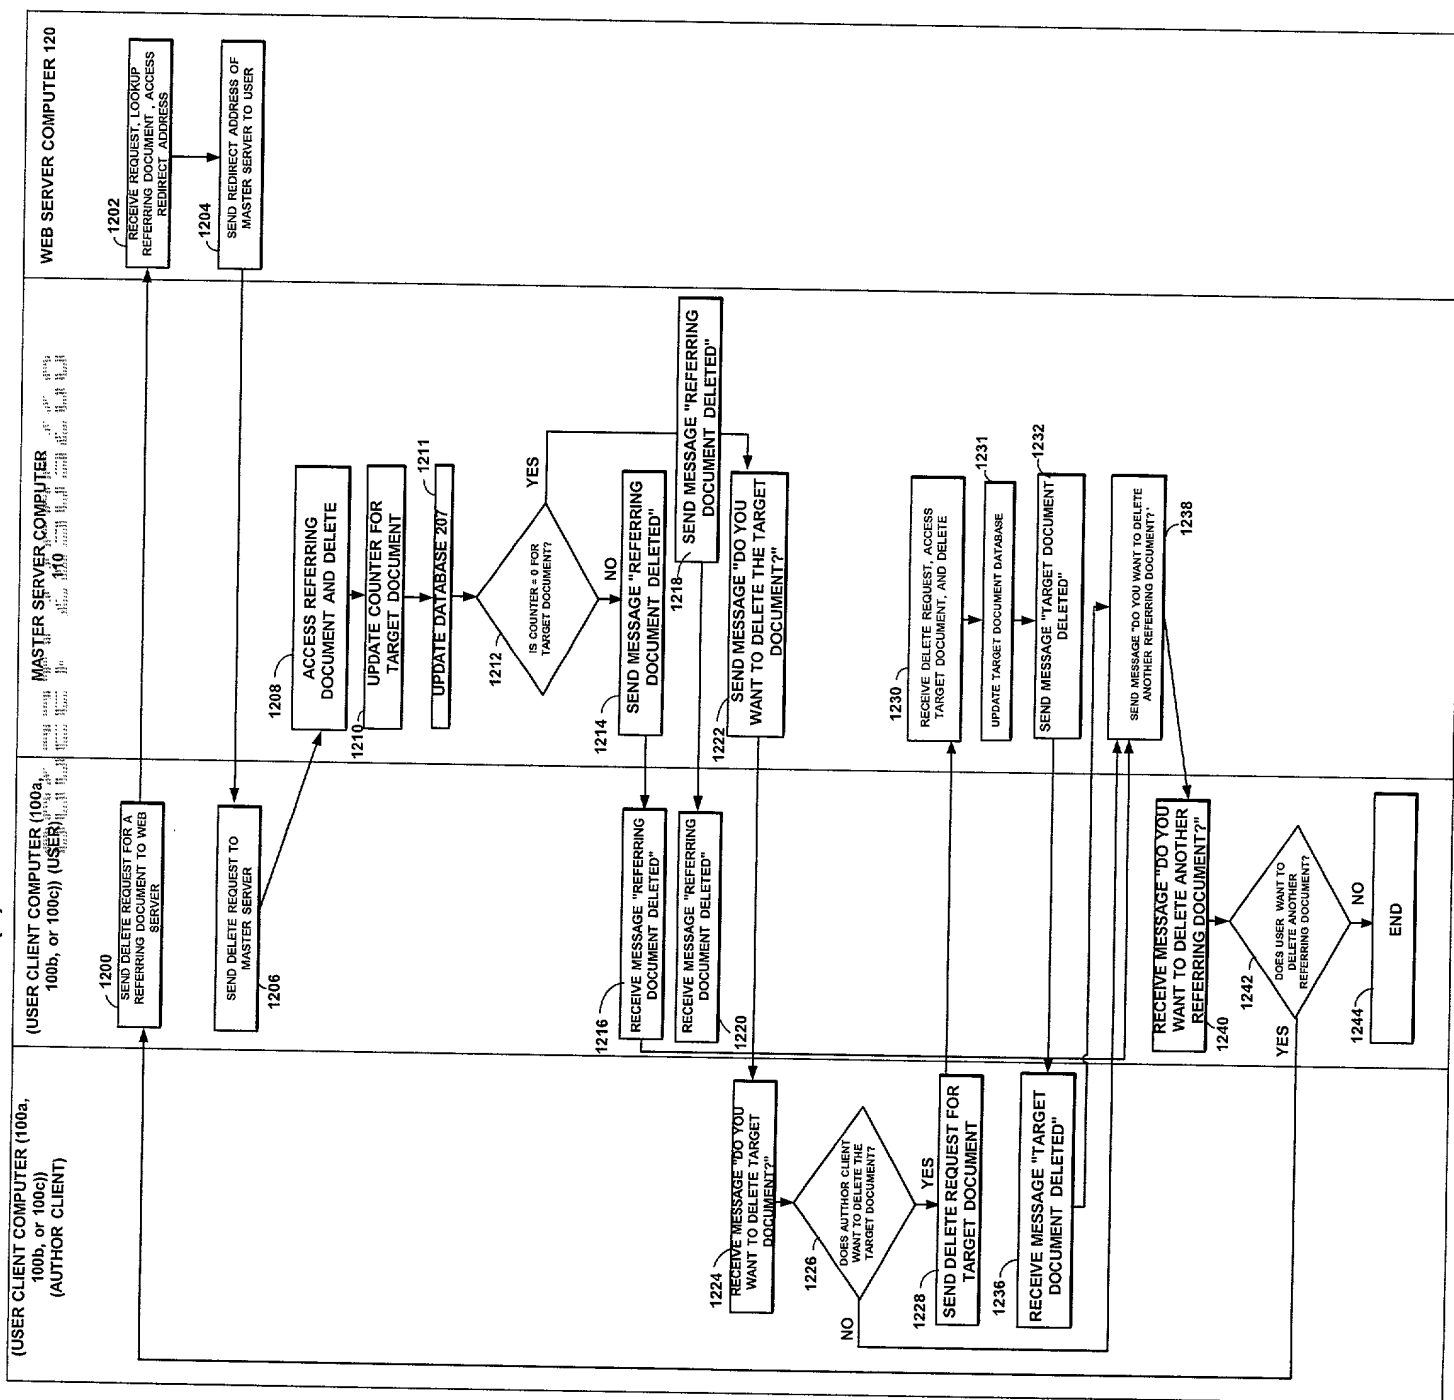 (USER CLIENT COMPUTER (100a,
100b, or 100c))
(AUTHOR CLIENT)
(USER CLIENT COMPUTER (100a,
100b, or 100c)) (USER)
MASTER SERVER COMPUTER
110
WEB SERVER COMPUTER 120
1200
SEND DELETE REQUEST FOR A
REFERRING DOCUMENT TO WEB
SERVER
1202
RECEIVE REQUEST, LOOKUP
REFERRING DOCUMENT , ACCESS
REDIRECT ADDRESS
1204
SEND REDIRECT ADDRESS OF
MASTER SERVER TO USER
SEND DELETE REQUEST TO
MASTER SERVER
1206
1208
ACCESS REFERRING
DOCUMENT AND DELETE
1210
UPDATE COUNTER FOR
TARGET DOCUMENT
1211
UPDATE DATABASE 207
1212
IS COUNTER = 0 FOR
TARGET DOCUMENT?
YES
NO
1214
SEND MESSAGE "REFERRING
DOCUMENT DELETED"
1216
RECEIVE MESSAGE "REFERRING
DOCUMENT DELETED"
1218
SEND MESSAGE "REFERRING
DOCUMENT DELETED"
RECEIVE MESSAGE "REFERRING
DOCUMENT DELETED"
1220
1222
SEND MESSAGE "DO YOU
WANT TO DELETE THE TARGET
DOCUMENT?"
1224
RECEIVE MESSAGE "DO YOU
WANT TO DELETE TARGET
DOCUMENT?"
1226
DOES AUTHOR CLIENT
WANT TO DELETE THE
TARGET DOCUMENT?
NO
YES
1228
SEND DELETE REQUEST FOR
TARGET DOCUMENT
1230
RECEIVE DELETE REQUEST, ACCESS
TARGET DOCUMENT, AND DELETE
1231
UPDATE TARGET DOCUMENT DATABASE
1232
SEND MESSAGE "TARGET DOCUMENT
DELETED"
1236
RECEIVE MESSAGE "TARGET
DOCUMENT DELETED"
SEND MESSAGE "DO YOU WANT TO DELETE
ANOTHER REFERRING DOCUMENT?'
1238
RECEIVE MESSAGE "DO YOU
WANT TO DELETE ANOTHER
REFERRING DOCUMENT?"
1240
1242
DOES USER WANT TO
DELETE ANOTHER
REFERRING DOCUMENT?
YES
NO
1244
END